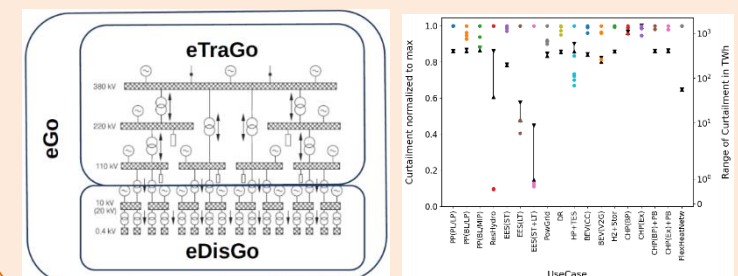 eGo
eTraGo
380 kV
220 kV
110 kV
10 kV
(20 kV)
0.4 kV
eDisGo
Curtailment normalized to max
1.0
0.8
0.6
0.4
0.2
0.0
PP(PL/LP)
PP(BL/LP)
PP(BL/MIP)
ResHydro
EES(ST)
EES(LT)
EES(ST+LT)
PowGrid
DR
HP+TES
BEV(CC)
BEV(V2G)
H2+Stor
CHP(BP)
CHP(Ex)
CHP(BP)+PB
CHP(Ex)+PB
FlexHeatNetw
UseCase
10³
10²
10¹
10⁰
0
Range of Curtailment in TWh